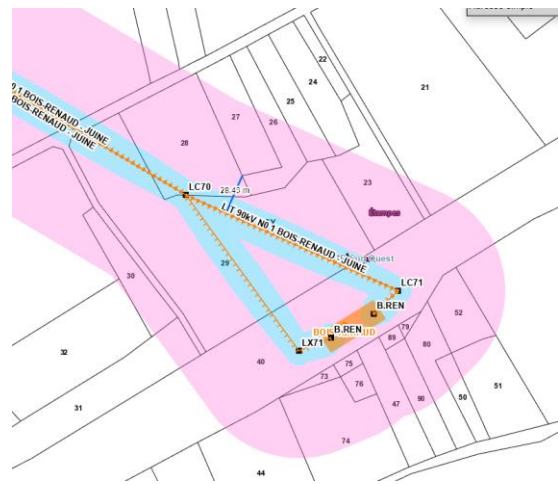 22
21
24
25
26
27
28
0 1 BOIS-RENAUD - JUINE
BOIS-RENAUD - JUINE
LC70
28.45 m
23
Étampes
LIT 90kV N0 1 BOIS-RENAUD - JUINE
29
30
LC71
B.REN
B.REN
LX71
40
32
31
79
89
80
52
75
73
76
47
90
50
51
74
44